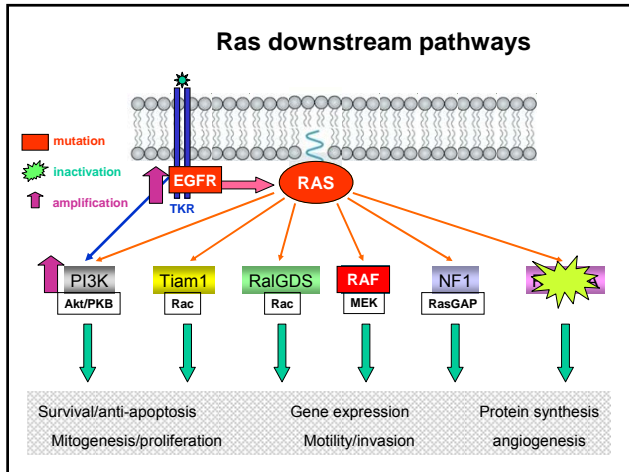 Ras downstream pathways
mutation
inactivation
amplification
EGFR
TKR
RAS
PI3K
Akt/PKB
Tiam1
Rac
RalGDS
Rac
RAF
MEK
NF1
RasGAP
Survival/anti-apoptosis
Gene expression
Protein synthesis
Mitogenesis/proliferation
Motility/invasion
angiogenesis